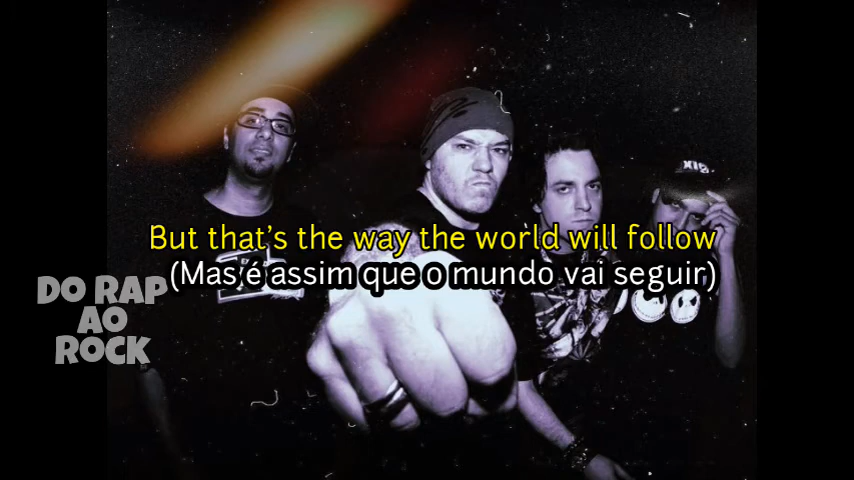 But that's the way the world will follow
(Mas é assim que o mundo vai seguir)
DO RAP
AO
ROCK